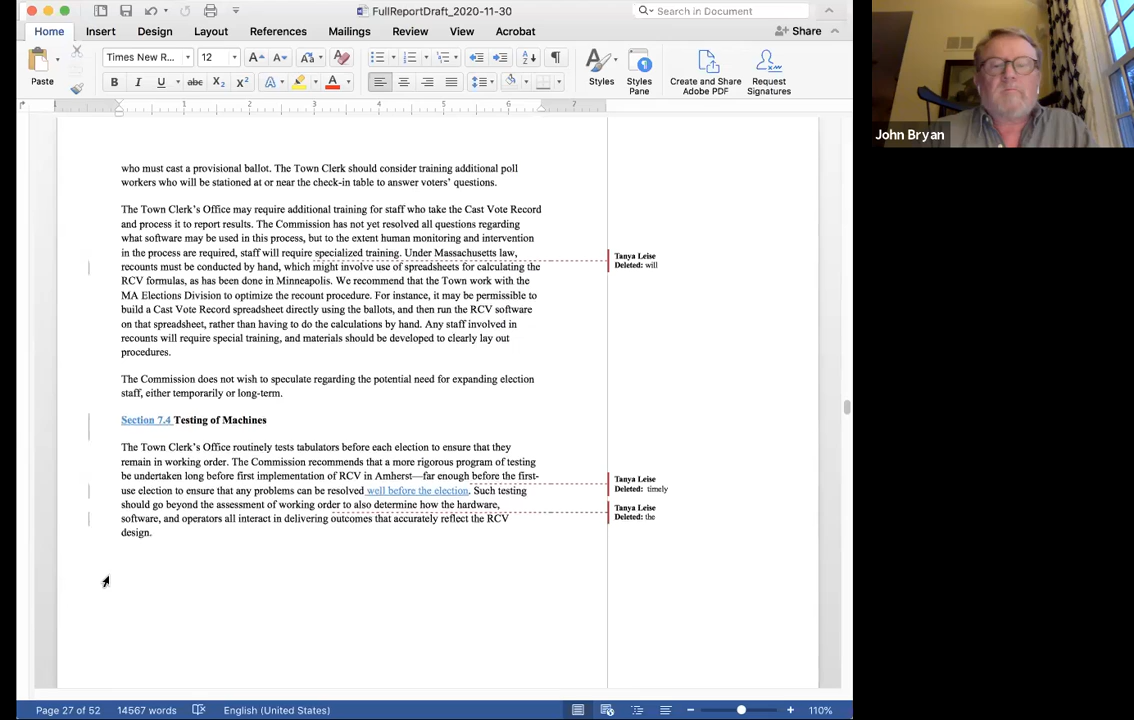 FullReportDraft_2020-11-30
Search in Document
Home Insert Design Layout References Mailings Review View Acrobat Share
Paste
Times New R... 12
Styles
Styles Pane
Create and Share Adobe PDF
Request Signatures
1 1 2 3 4 5 6 7
who must cast a provisional ballot. The Town Clerk should consider training additional poll
workers who will be stationed at or near the check-in table to answer voters' questions.
The Town Clerk's Office may require additional training for staff who take the Cast Vote Record
and process it to report results. The Commission has not yet resolved all questions regarding
what software may be used in this process, but to the extent human monitoring and intervention
in the process are required, staff will require specialized training. Under Massachusetts law,
recounts must be conducted by hand, which might involve use of spreadsheets for calculating the
RCV formulas, as has been done in Minneapolis. We recommend that the Town work with the
MA Elections Division to optimize the recount procedure. For instance, it may be permissible to
build a Cast Vote Record spreadsheet directly using the ballots, and then run the RCV software
on that spreadsheet, rather than having to do the calculations by hand. Any staff involved in
recounts will require special training, and materials should be developed to clearly lay out
procedures.
The Commission does not wish to speculate regarding the potential need for expanding election
staff, either temporarily or long-term.
Section 7.4 Testing of Machines
The Town Clerk's Office routinely tests tabulators before each election to ensure that they
remain in working order. The Commission recommends that a more rigorous program of testing
be undertaken long before first implementation of RCV in Amherst—far enough before the first-
use election to ensure that any problems can be resolved well before the election. Such testing
should go beyond the assessment of working order to also determine how the hardware,
software, and operators all interact in delivering outcomes that accurately reflect the RCV
design.
Tanya Leise
Deleted: will
Tanya Leise
Deleted: timely
Tanya Leise
Deleted: the
Page 27 of 52 14567 words English (United States) 110%
John Bryan